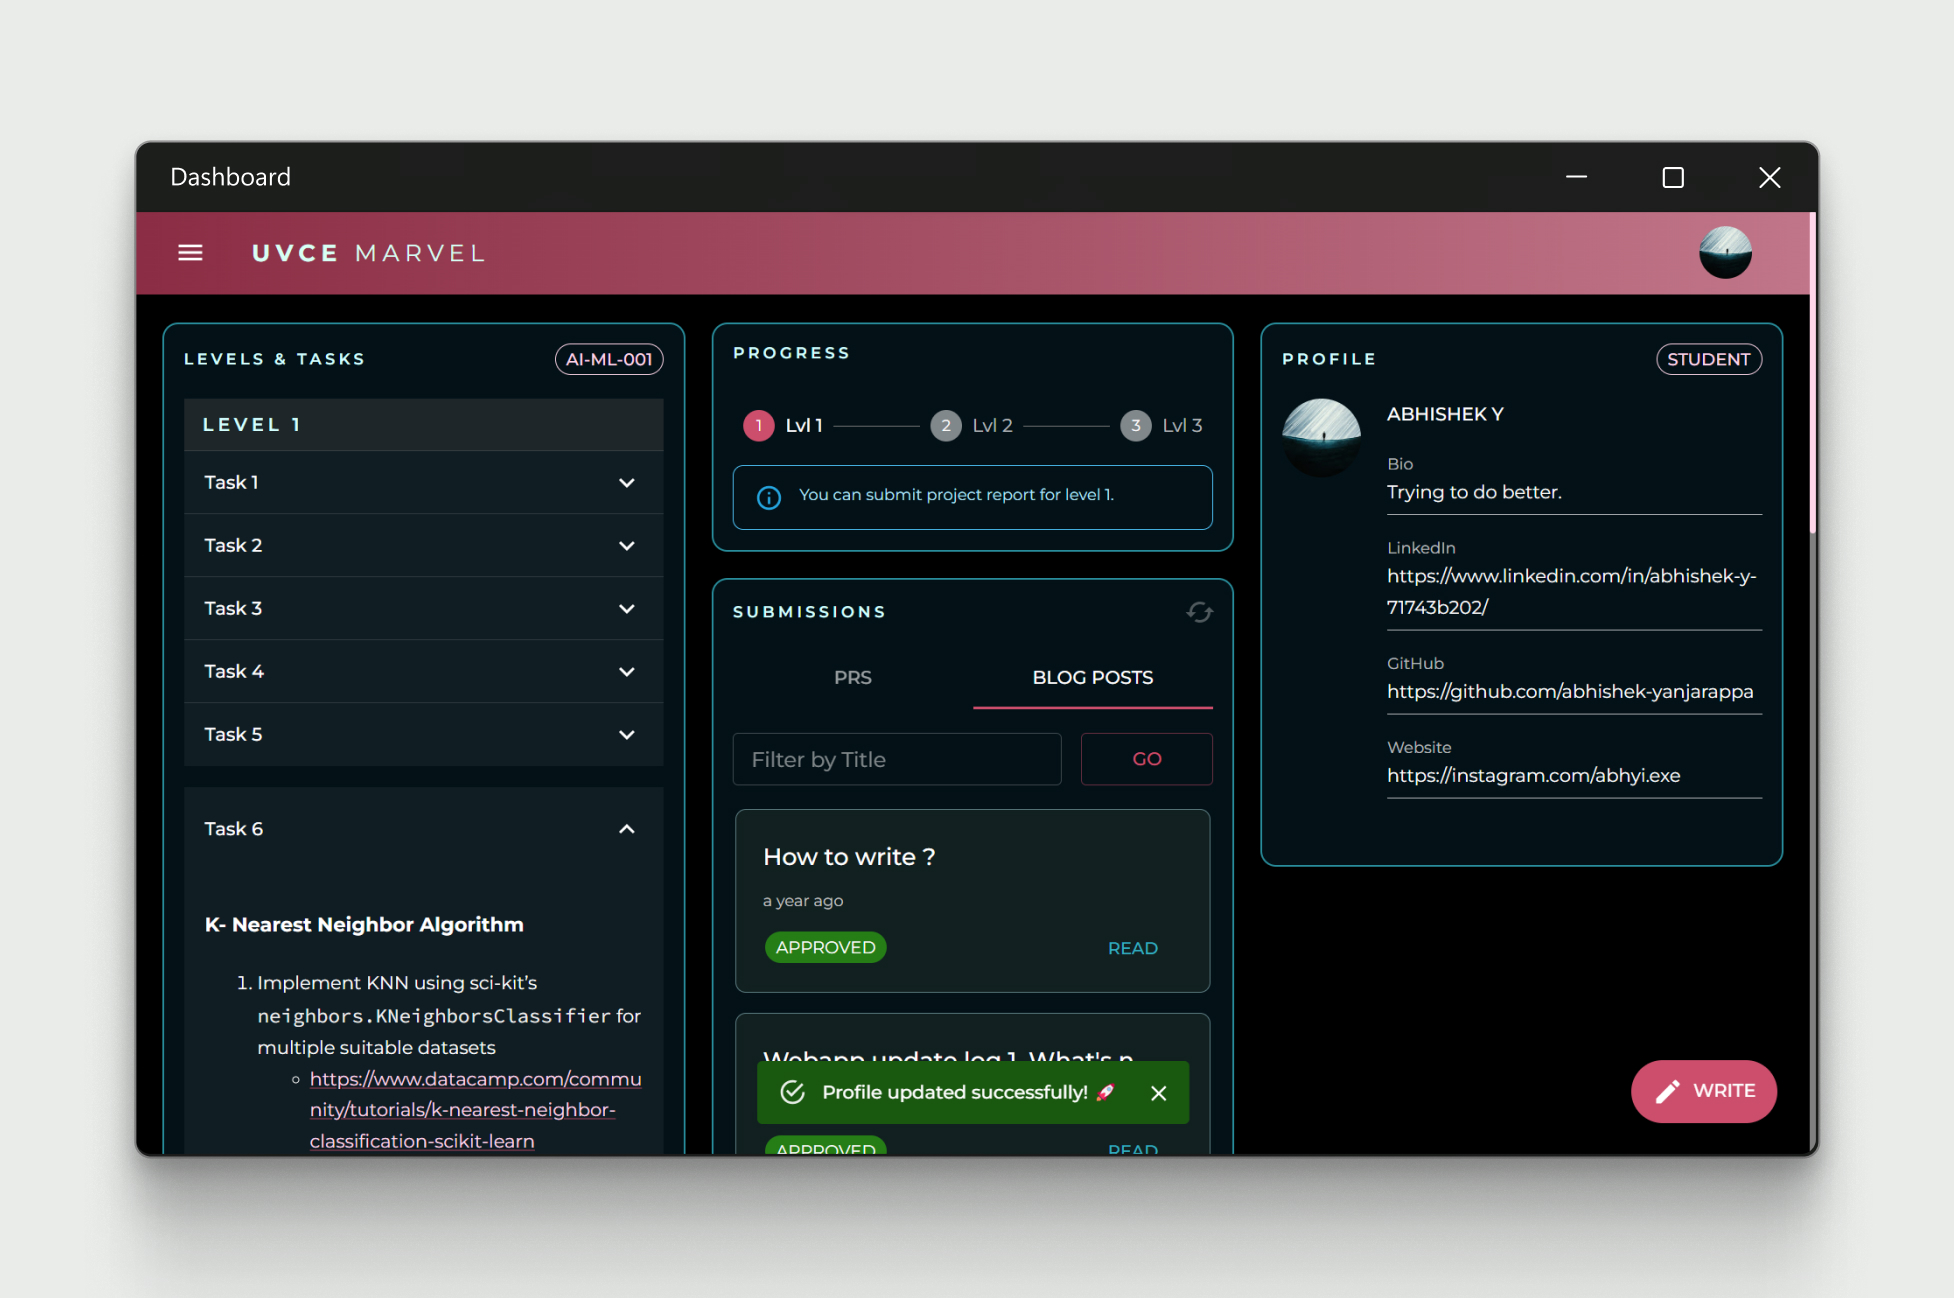 Dashboard
UVCE MARVEL
LEVELS & TASKS
AI-ML-001
LEVEL 1
Task 1
Task 2
Task 3
Task 4
Task 5
Task 6
K- Nearest Neighbor Algorithm
1. Implement KNN using sci-kit's
neighbors.KNeighborsClassifier for
multiple suitable datasets
https://www.datacamp.com/commu
nity/tutorials/k-nearest-neighbor-
classification-scikit-learn
PROGRESS
1 Lvl 1 2 Lvl 2 3 Lvl 3
You can submit project report for level 1.
SUBMISSIONS
PRS BLOG POSTS
Filter by Title GO
How to write ?
a year ago
APPROVED READ
Webapp update log 1. What's n
Profile updated successfully! 🚀
APPROVED READ
PROFILE
STUDENT
ABHISHEK Y
Bio
Trying to do better.
LinkedIn
https://www.linkedin.com/in/abhishek-y-
71743b202/
GitHub
https://github.com/abhishek-yanjarappa
Website
https://instagram.com/abhyi.exe
WRITE